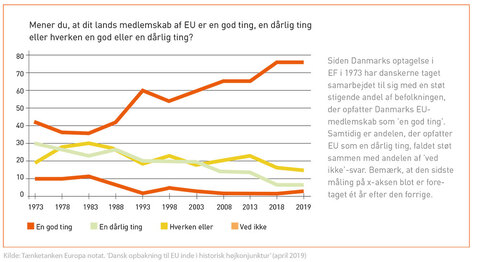 Mener du, at dit lands medlemskab af EU er en god ting, en dårlig ting
eller hverken en god eller en dårlig ting?
80
70
60
50
40
30
20
10
0
1973 1978 1983 1988 1993 1998 2003 2008 2013 2018 2019
En god ting En dårlig ting Hverken eller Ved ikke
Siden Danmarks optagelse i
EF i 1973 har danskerne taget
samarbejdet til sig med en støt
stigende andel af befolkningen,
der opfatter Danmarks EU-
medlemskab som 'en god ting'.
Samtidig er andelen, der opfatter
EU som en dårlig ting, faldet støt
sammen med andelen af 'ved
ikke'-svar. Bemærk, at den sidste
måling på x-aksen blot er fore-
taget ét år efter den forrige.
Kilde: Tænketanken Europa notat. 'Dansk opbakning til EU inde i historisk højkonjunktur' (april 2019)